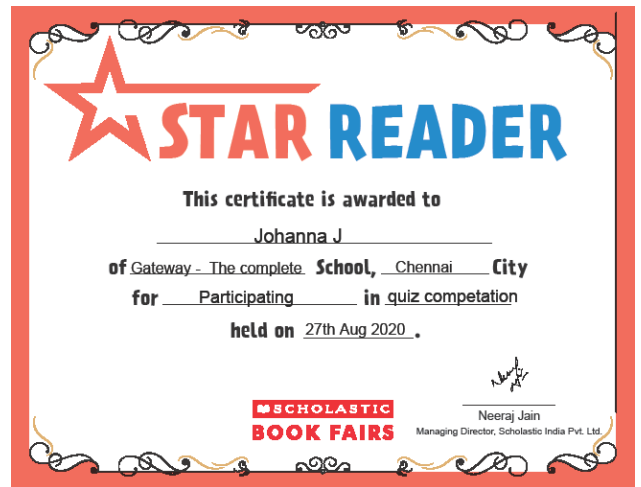 STAR READER
This certificate is awarded to
Johanna J
of Gateway - The complete School, Chennai City
for Participating in quiz competation
held on 27th Aug 2020 .
SCHOLASTIC
BOOK FAIRS
Neeraj Jain
Managing Director, Scholastic India Pvt. Ltd.